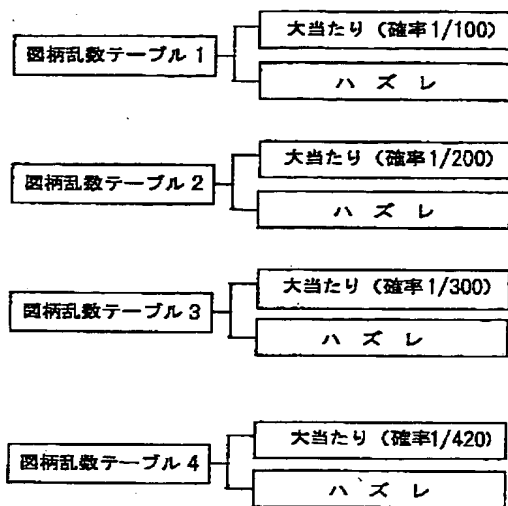 大当たり(確率1/100)
図柄乱数テーブル1
ハズレ
大当たり(確率1/200)
図柄乱数テーブル2
ハズレ
大当たり(確率1/300)
図柄乱数テーブル3
ハズレ
大当たり(確率1/420)
図柄乱数テーブル4
ハズレ